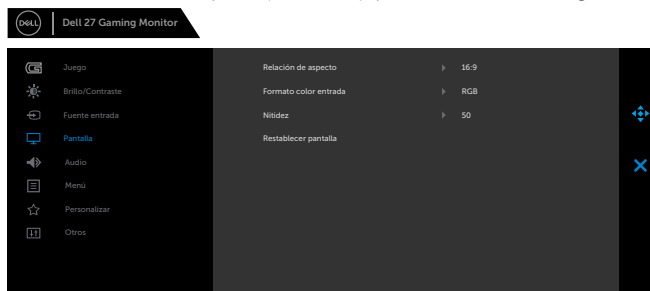 DELL
Dell 27 Gaming Monitor
Juego
Brillo/Contraste
Fuente entrada
Pantalla
Audio
Menú
Personalizar
Otros
Relación de aspecto 16:9
Formato color entrada RGB
Nitidez 50
Restablecer pantalla